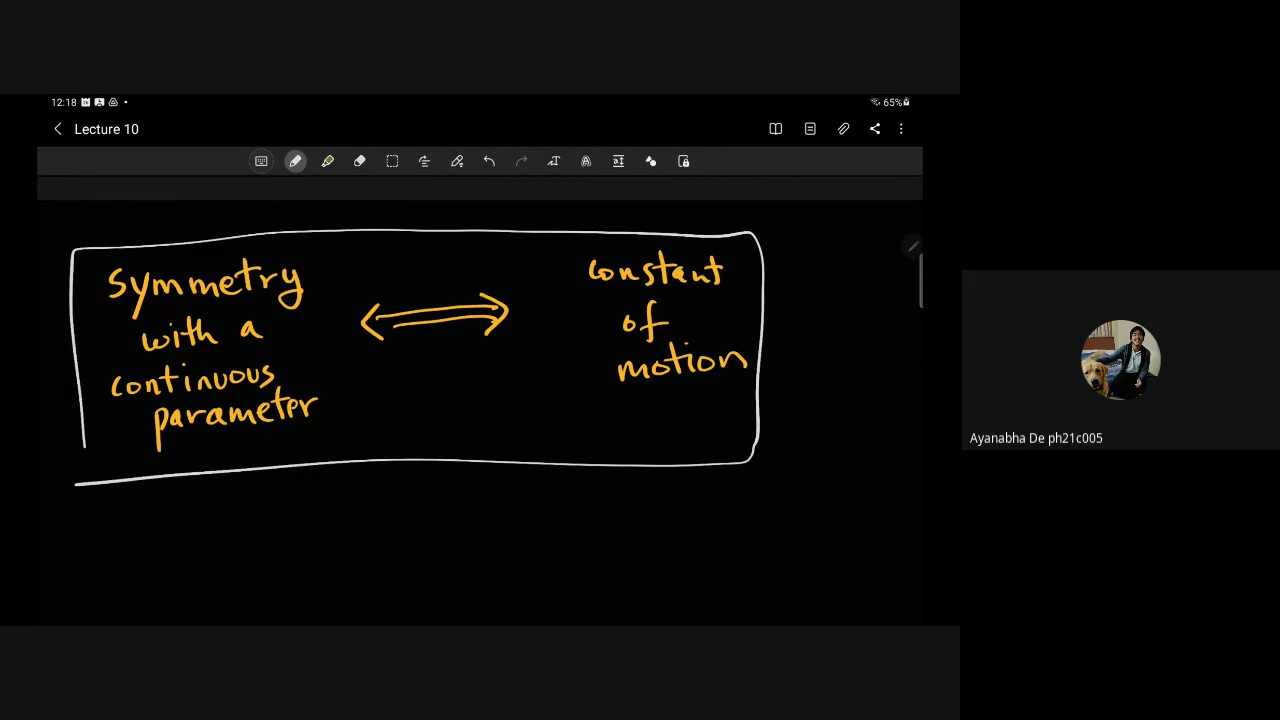 12:18
65%
Lecture 10
symmetry
with a
continuous
parameter
constant
of
motion
Ayanabha De ph21c005